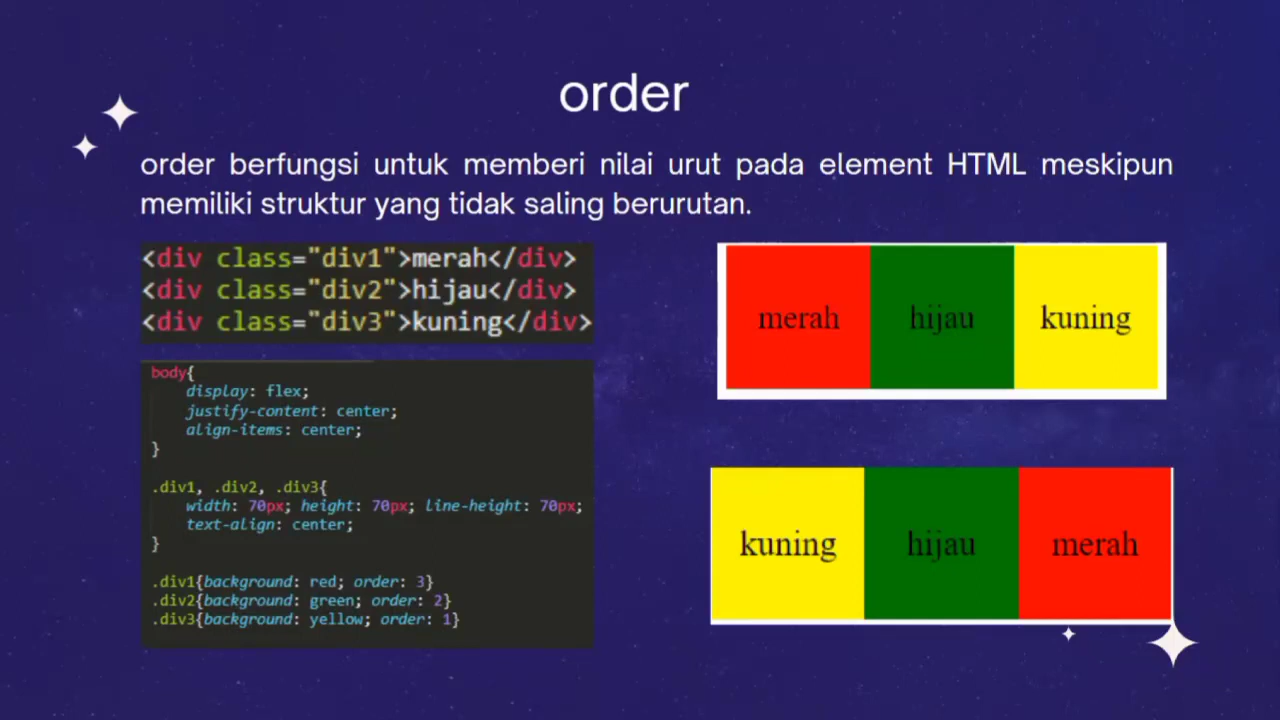 order
order berfungsi untuk memberi nilai urut pada element HTML meskipun
memiliki struktur yang tidak saling berurutan.
<div class="div1">merah</div>
<div class="div2">hijau</div>
<div class="div3">kuning</div>
body{
display: flex;
justify-content: center;
align-items: center;
}
.div1, .div2, .div3{
width: 70px; height: 70px; line-height: 70px;
text-align: center;
}
.div1{background: red; order: 3}
.div2{background: green; order: 2}
.div3{background: yellow; order: 1}
merah hijau kuning
kuning hijau merah